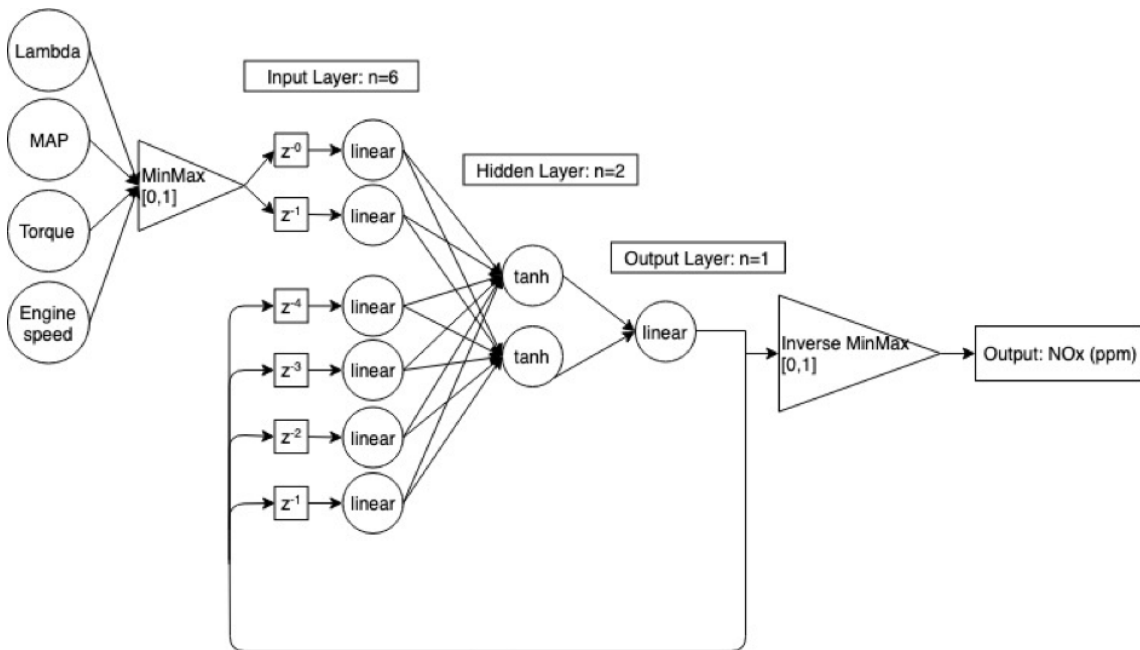 Lambda
MAP
Torque
Engine
speed
MinMax
[0,1]
Input Layer: n=6
z-0
linear
z-1
linear
z-4
linear
z-3
linear
z-2
linear
z-1
linear
Hidden Layer: n=2
tanh
tanh
Output Layer: n=1
linear
Inverse MinMax
[0,1]
Output: NOx (ppm)